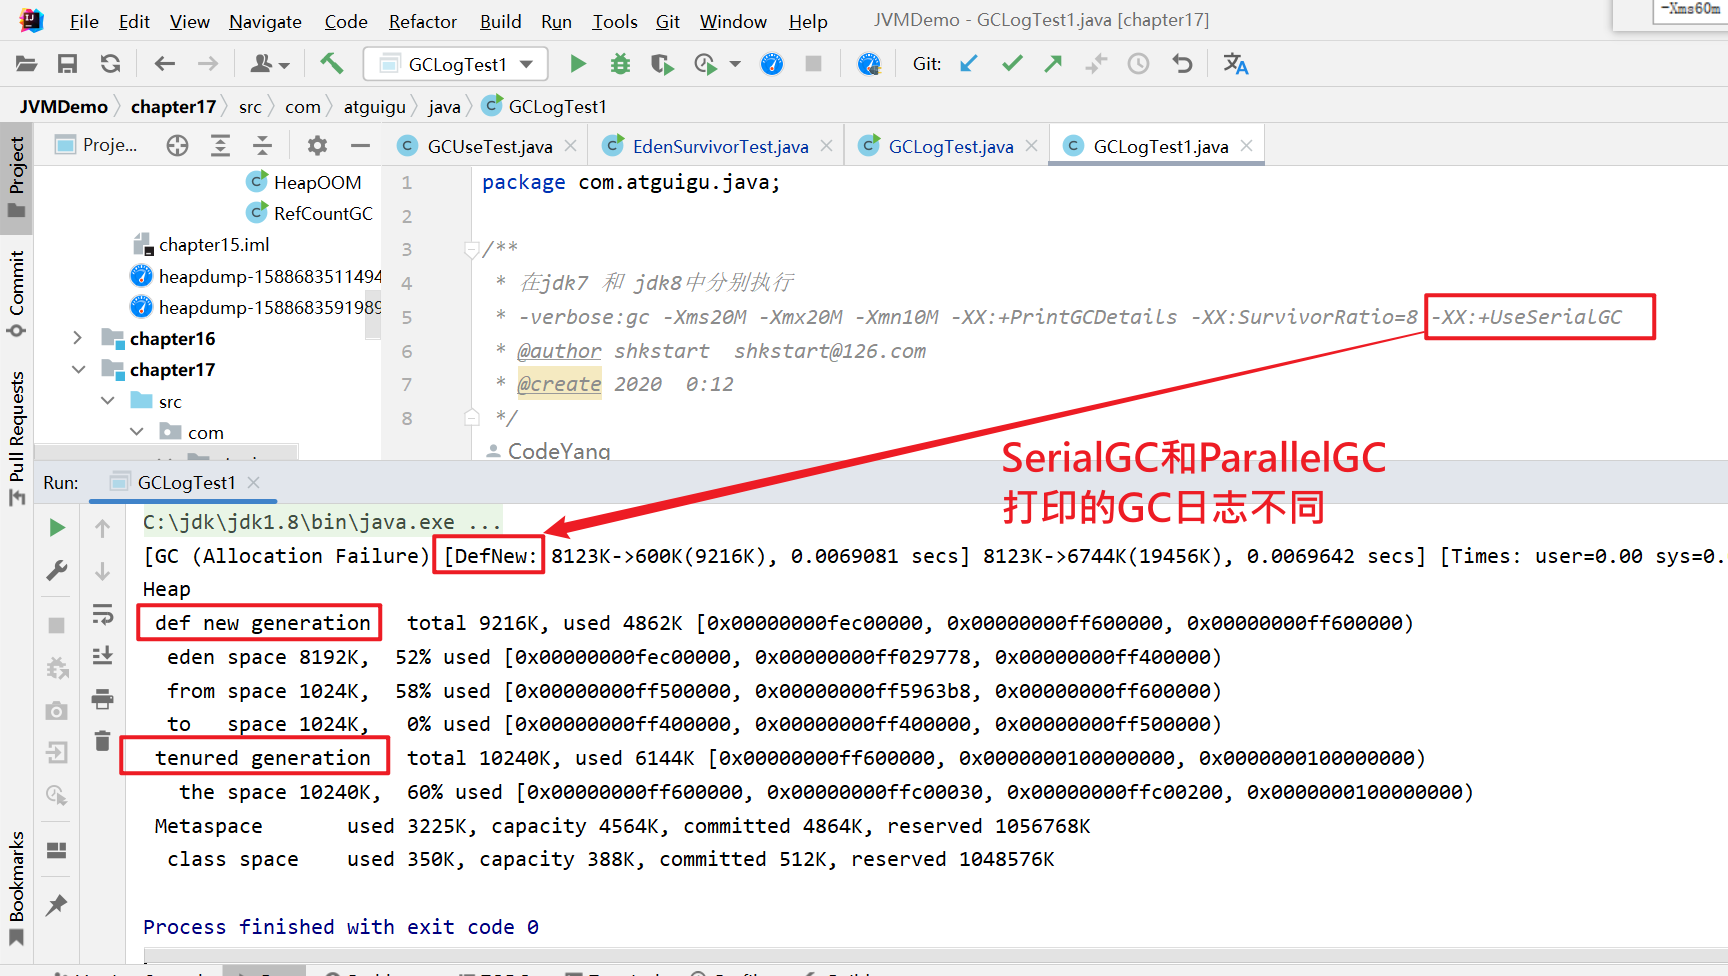 File Edit View Navigate Code Refactor Build Run Tools Git Window Help JVMDemo - GCLogTest1.java [chapter17]
-Xms60m
GCLogTest1 Git:
JVMDemo chapter17 src com atguigu java GCLogTest1
Proje... GCUseTest.java EdenSurvivorTest.java GCLogTest.java GCLogTest1.java
Project
Commit
Pull Requests
Bookmarks
HeapOOM
RefCountGC
chapter15.iml
heapdump-1588683511494
heapdump-1588683591989
chapter16
chapter17
src
com
1 package com.atguigu.java;
2
3 /**
4 * 在jdk7 和 jdk8中分别执行
5 * -verbose:gc -Xms20M -Xmx20M -Xmn10M -XX:+PrintGCDetails -XX:SurvivorRatio=8 -XX:+UseSerialGC
6 * @author shkstart shkstart@126.com
7 * @create 2020 0:12
8 */
CodeYang
SerialGC和ParallelGC
打印的GC日志不同
Run: GCLogTest1
C:\jdk\jdk1.8\bin\java.exe ...
[GC (Allocation Failure) [DefNew: 8123K->600K(9216K), 0.0069081 secs] 8123K->6744K(19456K), 0.0069642 secs] [Times: user=0.00 sys=0.
Heap
def new generation total 9216K, used 4862K [0x00000000fec00000, 0x00000000ff600000, 0x00000000ff600000)
eden space 8192K, 52% used [0x00000000fec00000, 0x00000000ff029778, 0x00000000ff400000)
from space 1024K, 58% used [0x00000000ff500000, 0x00000000ff5963b8, 0x00000000ff600000)
to space 1024K, 0% used [0x00000000ff400000, 0x00000000ff400000, 0x00000000ff500000)
tenured generation total 10240K, used 6144K [0x00000000ff600000, 0x0000000100000000, 0x0000000100000000)
the space 10240K, 60% used [0x00000000ff600000, 0x00000000ffc00030, 0x00000000ffc00200, 0x0000000100000000)
Metaspace used 3225K, capacity 4564K, committed 4864K, reserved 1056768K
class space used 350K, capacity 388K, committed 512K, reserved 1048576K
Process finished with exit code 0